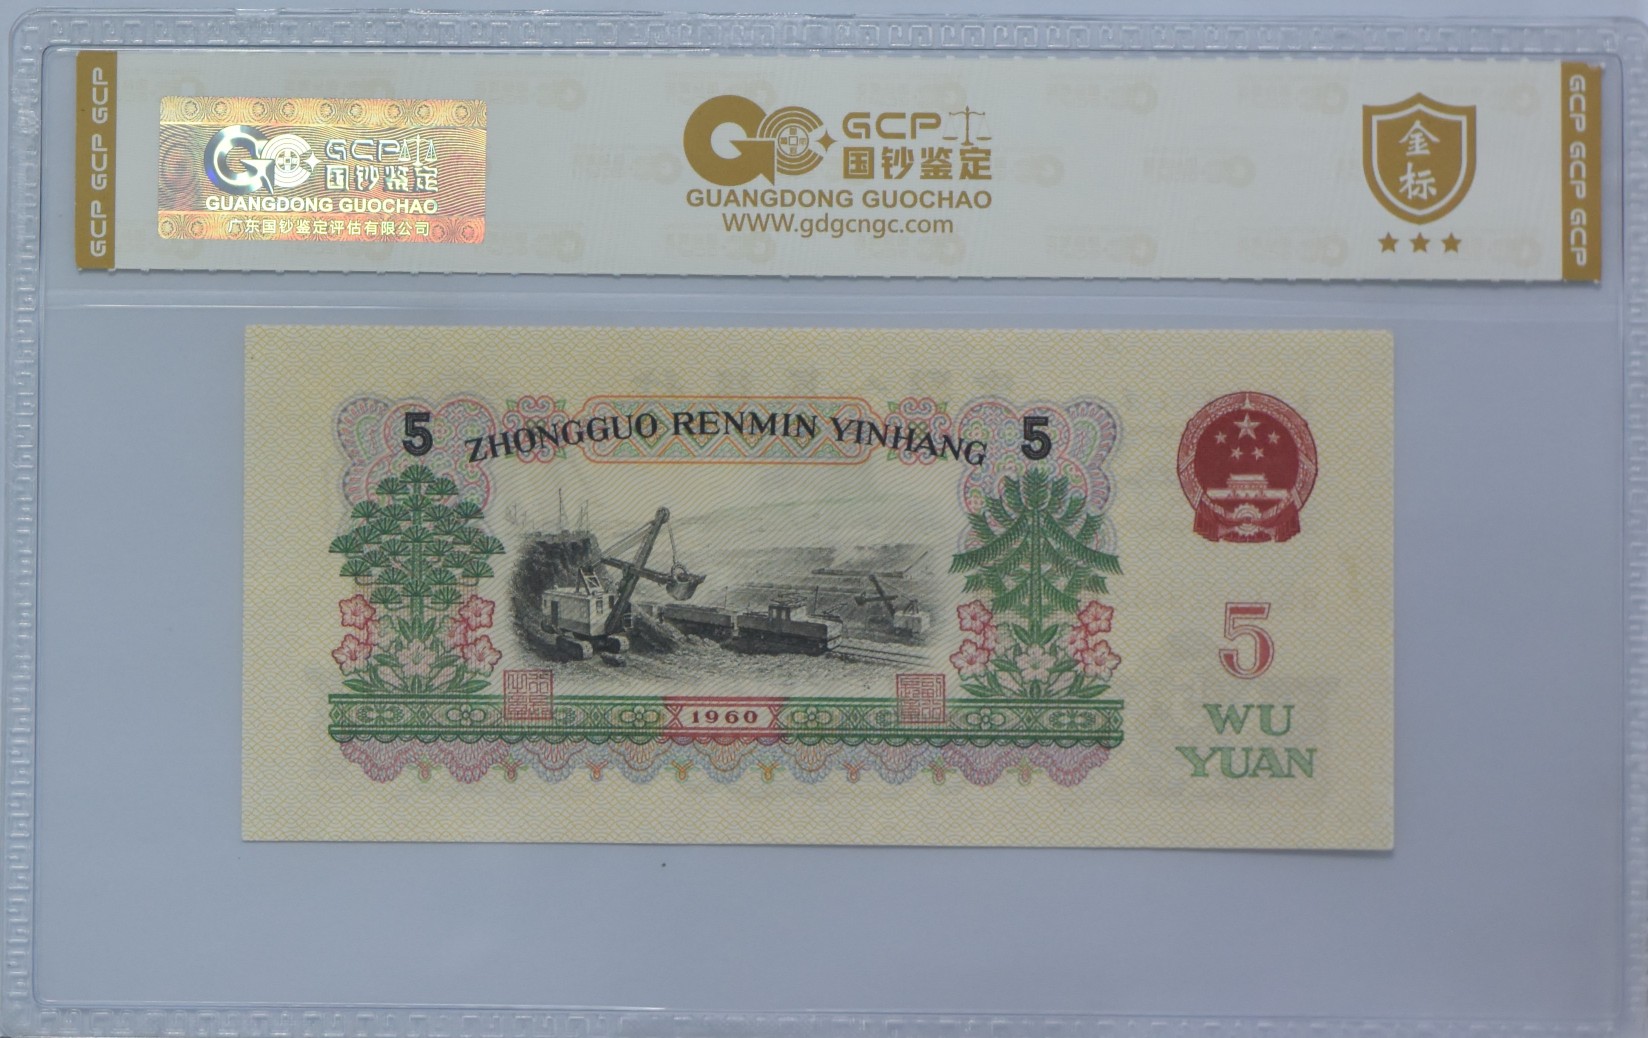 GCP GCP GCP
GCP
国钞鉴定
GUANGDONG GUOCHAO
广东国钞鉴定评估有限公司
GCP
国钞鉴定
GUANGDONG GUOCHAO
WWW.gdgcngc.com
金标
GCP GCP GCP
5
ZHONGGUO RENMIN YINHANG
5
5
WU
YUAN
1960